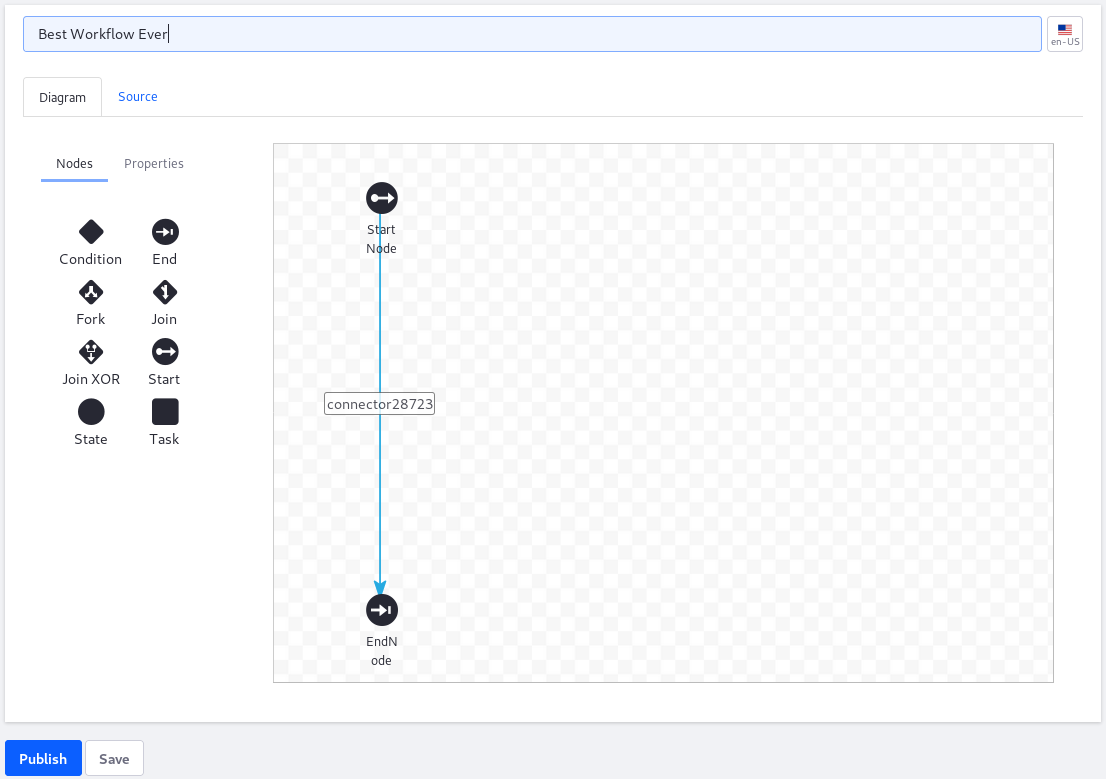 Best Workflow Ever
en-US
Diagram
Source
Nodes
Properties
Condition
End
Fork
Join
Join XOR
Start
State
Task
Start
Node
connector28723
EndN
ode
Publish
Save